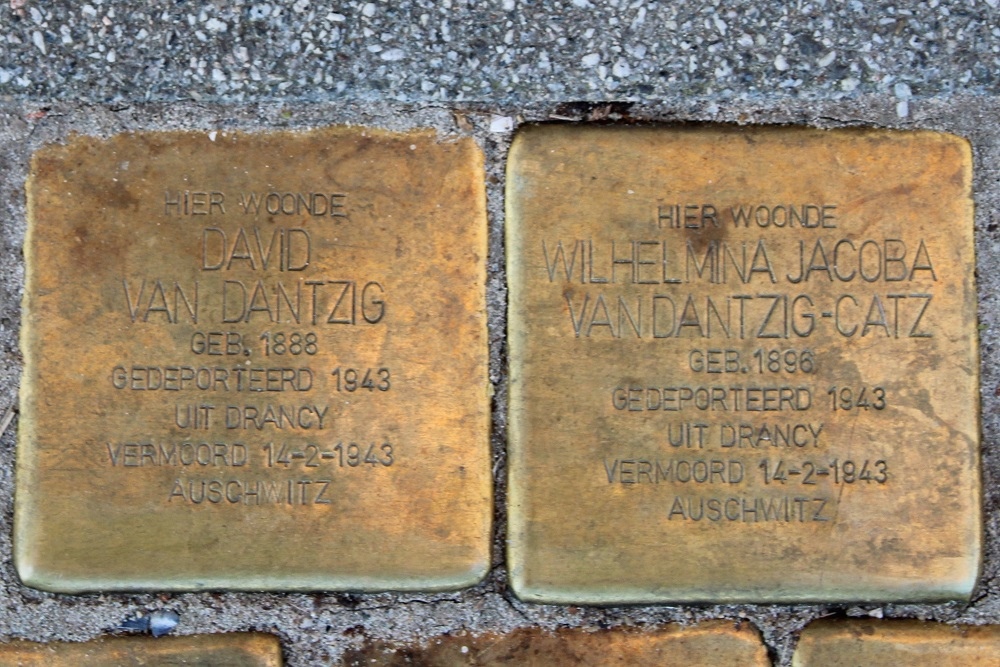 HIER WOONDE
DAVID
VAN DANTZIG
GEB. 1888
GEDEPORTEERD 1943
UIT DRANCY
VERMOORD 14-2-1943
AUSCHWITZ
HIER WOONDE
WILHELMINA JACOBA
VAN DANTZIG-CATZ
GEB. 1896
GEDEPORTEERD 1943
UIT DRANCY
VERMOORD 14-2-1943
AUSCHWITZ